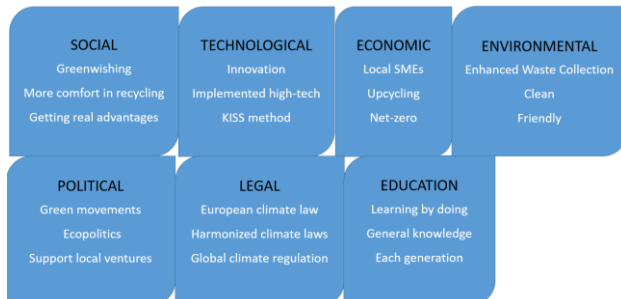 SOCIAL
Greenwishing
More comfort in recycling
Getting real advantages
TECHNOLOGICAL
Innovation
Implemented high-tech
KISS method
ECONOMIC
Local SMEs
Upcycling
Net-zero
ENVIRONMENTAL
Enhanced Waste Collection
Clean
Friendly
POLITICAL
Green movements
Ecopolitics
Support local ventures
LEGAL
European climate law
Harmonized climate laws
Global climate regulation
EDUCATION
Learning by doing
General knowledge
Each generation